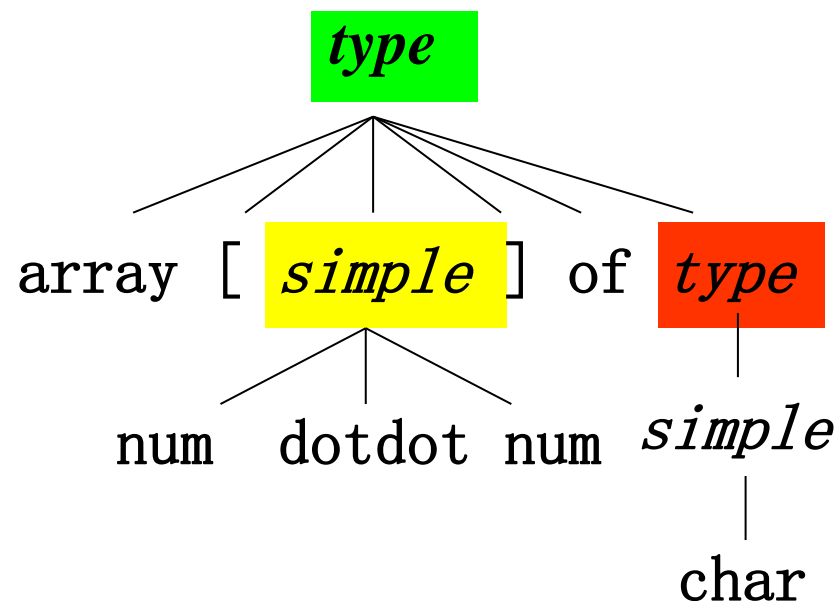 type
array [ simple ] of type
num dotdot num simple
char